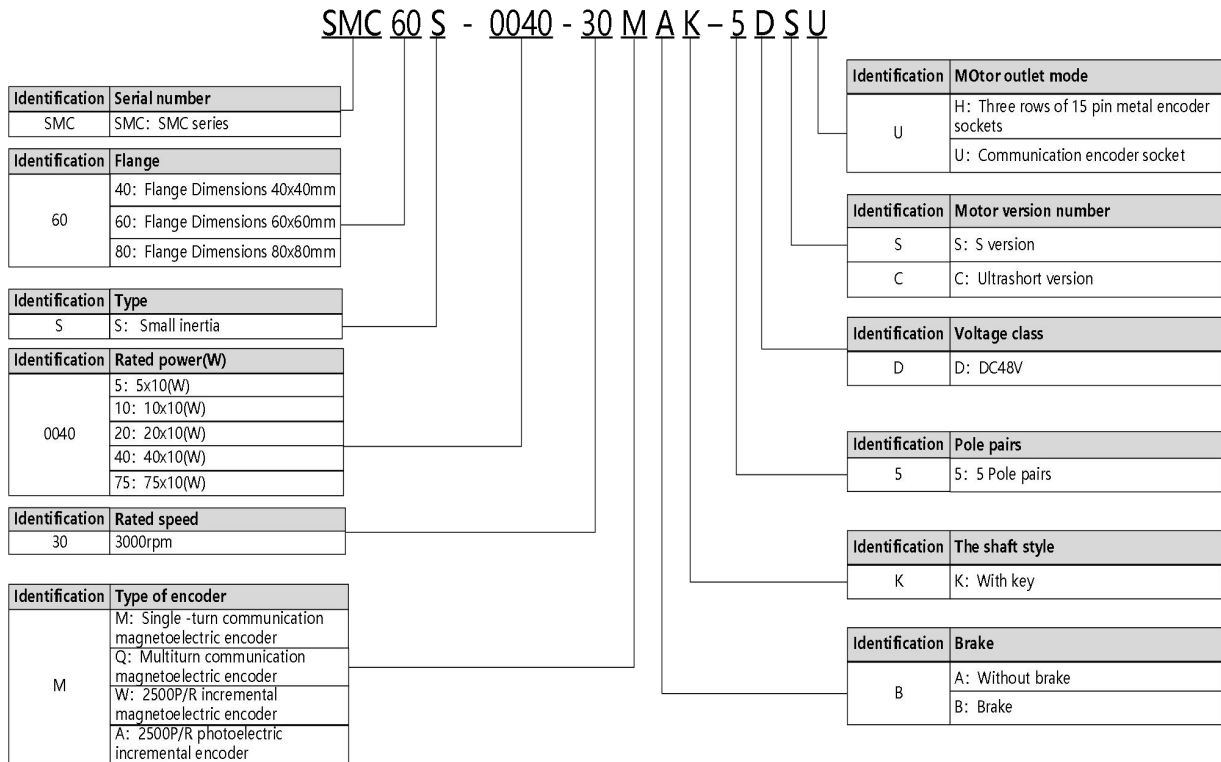 SMC 60 S - 0040 - 30 M A K – 5 D S U
Identification Serial number
SMC SMC: SMC series
Identification Flange
60
40: Flange Dimensions 40x40mm
60: Flange Dimensions 60x60mm
80: Flange Dimensions 80x80mm
Identification Type
S S: Small inertia
Identification Rated power(W)
0040
5: 5x10(W)
10: 10x10(W)
20: 20x10(W)
40: 40x10(W)
75: 75x10(W)
Identification Rated speed
30 3000rpm
Identification Type of encoder
M
M: Single -turn communication
magnetoelectric encoder
Q: Multiturn communication
magnetoelectric encoder
W: 2500P/R incremental
magnetoelectric encoder
A: 2500P/R photoelectric
incremental encoder
Identification MOtor outlet mode
U
H: Three rows of 15 pin metal encoder
sockets
U: Communication encoder socket
Identification Motor version number
S S: S version
C C: Ultrashort version
Identification Voltage class
D D: DC48V
Identification Pole pairs
5 5: 5 Pole pairs
Identification The shaft style
K K: With key
Identification Brake
B
A: Without brake
B: Brake